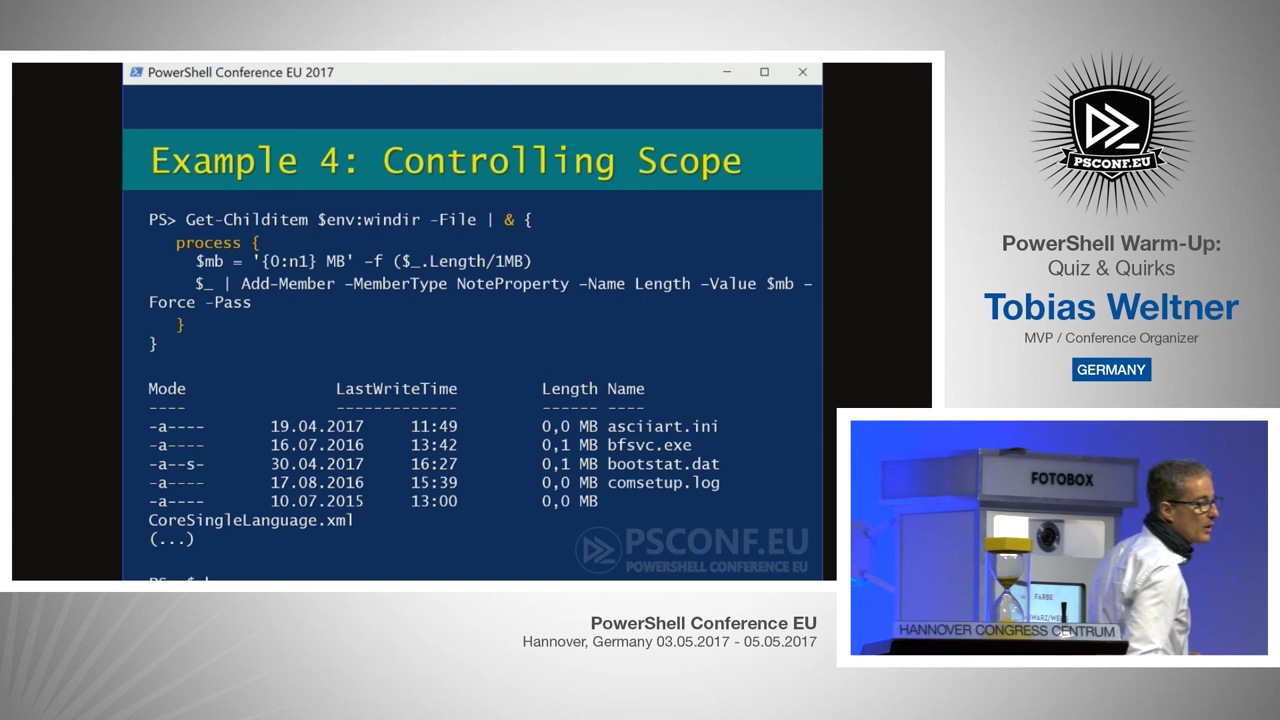 PowerShell Conference EU 2017
Example 4: Controlling Scope
PS> Get-Childitem $env:windir -File | & {
process {
$mb = '{0:n1} MB' -f ($_.Length/1MB)
$_ | Add-Member -MemberType NoteProperty -Name Length -Value $mb -
Force -Pass
}
}
Mode LastWriteTime Length Name
---- ------------- ------ ----
-a---- 19.04.2017 11:49 0,0 MB asciiart.ini
-a---- 16.07.2016 13:42 0,1 MB bfsvc.exe
-a--s- 30.04.2017 16:27 0,1 MB bootstat.dat
-a---- 17.08.2016 15:39 0,0 MB comsetup.log
-a---- 10.07.2015 13:00 0,0 MB
CoreSingleLanguage.xml
(...)
PSCONF.EU
POWERSHELL CONFERENCE EU
PSCONF.EU
PowerShell Warm-Up:
Quiz & Quirks
Tobias Weltner
MVP / Conference Organizer
GERMANY
FOTOBOX
FARBE
HANNOVER CONGRESS CENTRUM
PowerShell Conference EU
Hannover, Germany 03.05.2017 - 05.05.2017